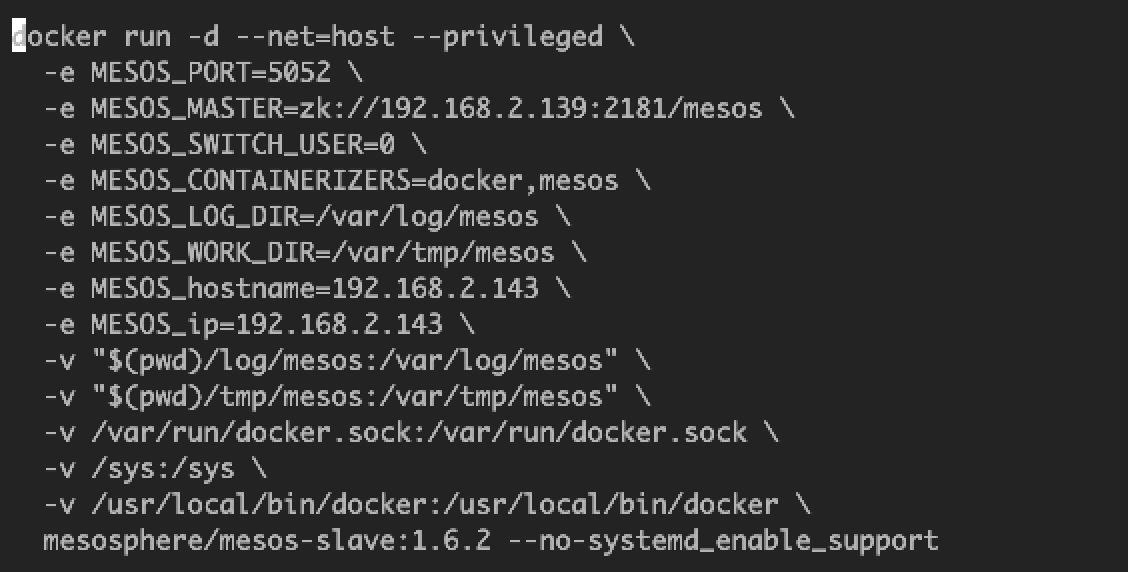 docker run -d --net=host --privileged \
  -e MESOS_PORT=5052 \
  -e MESOS_MASTER=zk://192.168.2.139:2181/mesos \
  -e MESOS_SWITCH_USER=0 \
  -e MESOS_CONTAINERIZERS=docker,mesos \
  -e MESOS_LOG_DIR=/var/log/mesos \
  -e MESOS_WORK_DIR=/var/tmp/mesos \
  -e MESOS_hostname=192.168.2.143 \
  -e MESOS_ip=192.168.2.143 \
  -v "$(pwd)/log/mesos:/var/log/mesos" \
  -v "$(pwd)/tmp/mesos:/var/tmp/mesos" \
  -v /var/run/docker.sock:/var/run/docker.sock \
  -v /sys:/sys \
  -v /usr/local/bin/docker:/usr/local/bin/docker \
  mesosphere/mesos-slave:1.6.2 --no-systemd_enable_support